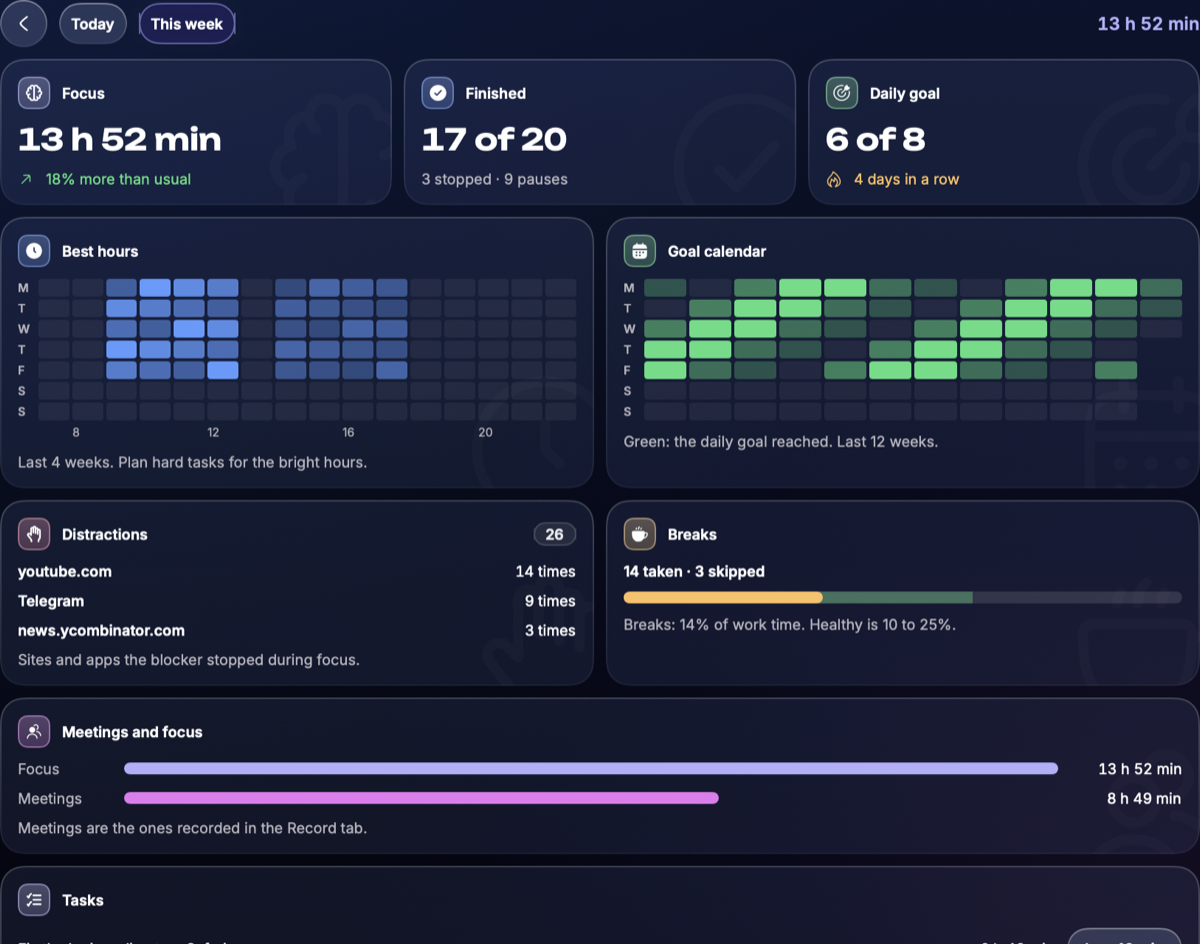 Today
This week
13 h 52 min
Focus
13 h 52 min
18% more than usual
Finished
17 of 20
3 stopped · 9 pauses
Daily goal
6 of 8
4 days in a row
Best hours
M
T
W
T
F
S
S
8 12 16 20
Last 4 weeks. Plan hard tasks for the bright hours.
Goal calendar
M
T
W
T
F
S
S
Green: the daily goal reached. Last 12 weeks.
Distractions 26
youtube.com 14 times
Telegram 9 times
news.ycombinator.com 3 times
Sites and apps the blocker stopped during focus.
Breaks
14 taken · 3 skipped
Breaks: 14% of work time. Healthy is 10 to 25%.
Meetings and focus
Focus 13 h 52 min
Meetings 8 h 49 min
Meetings are the ones recorded in the Record tab.
Tasks